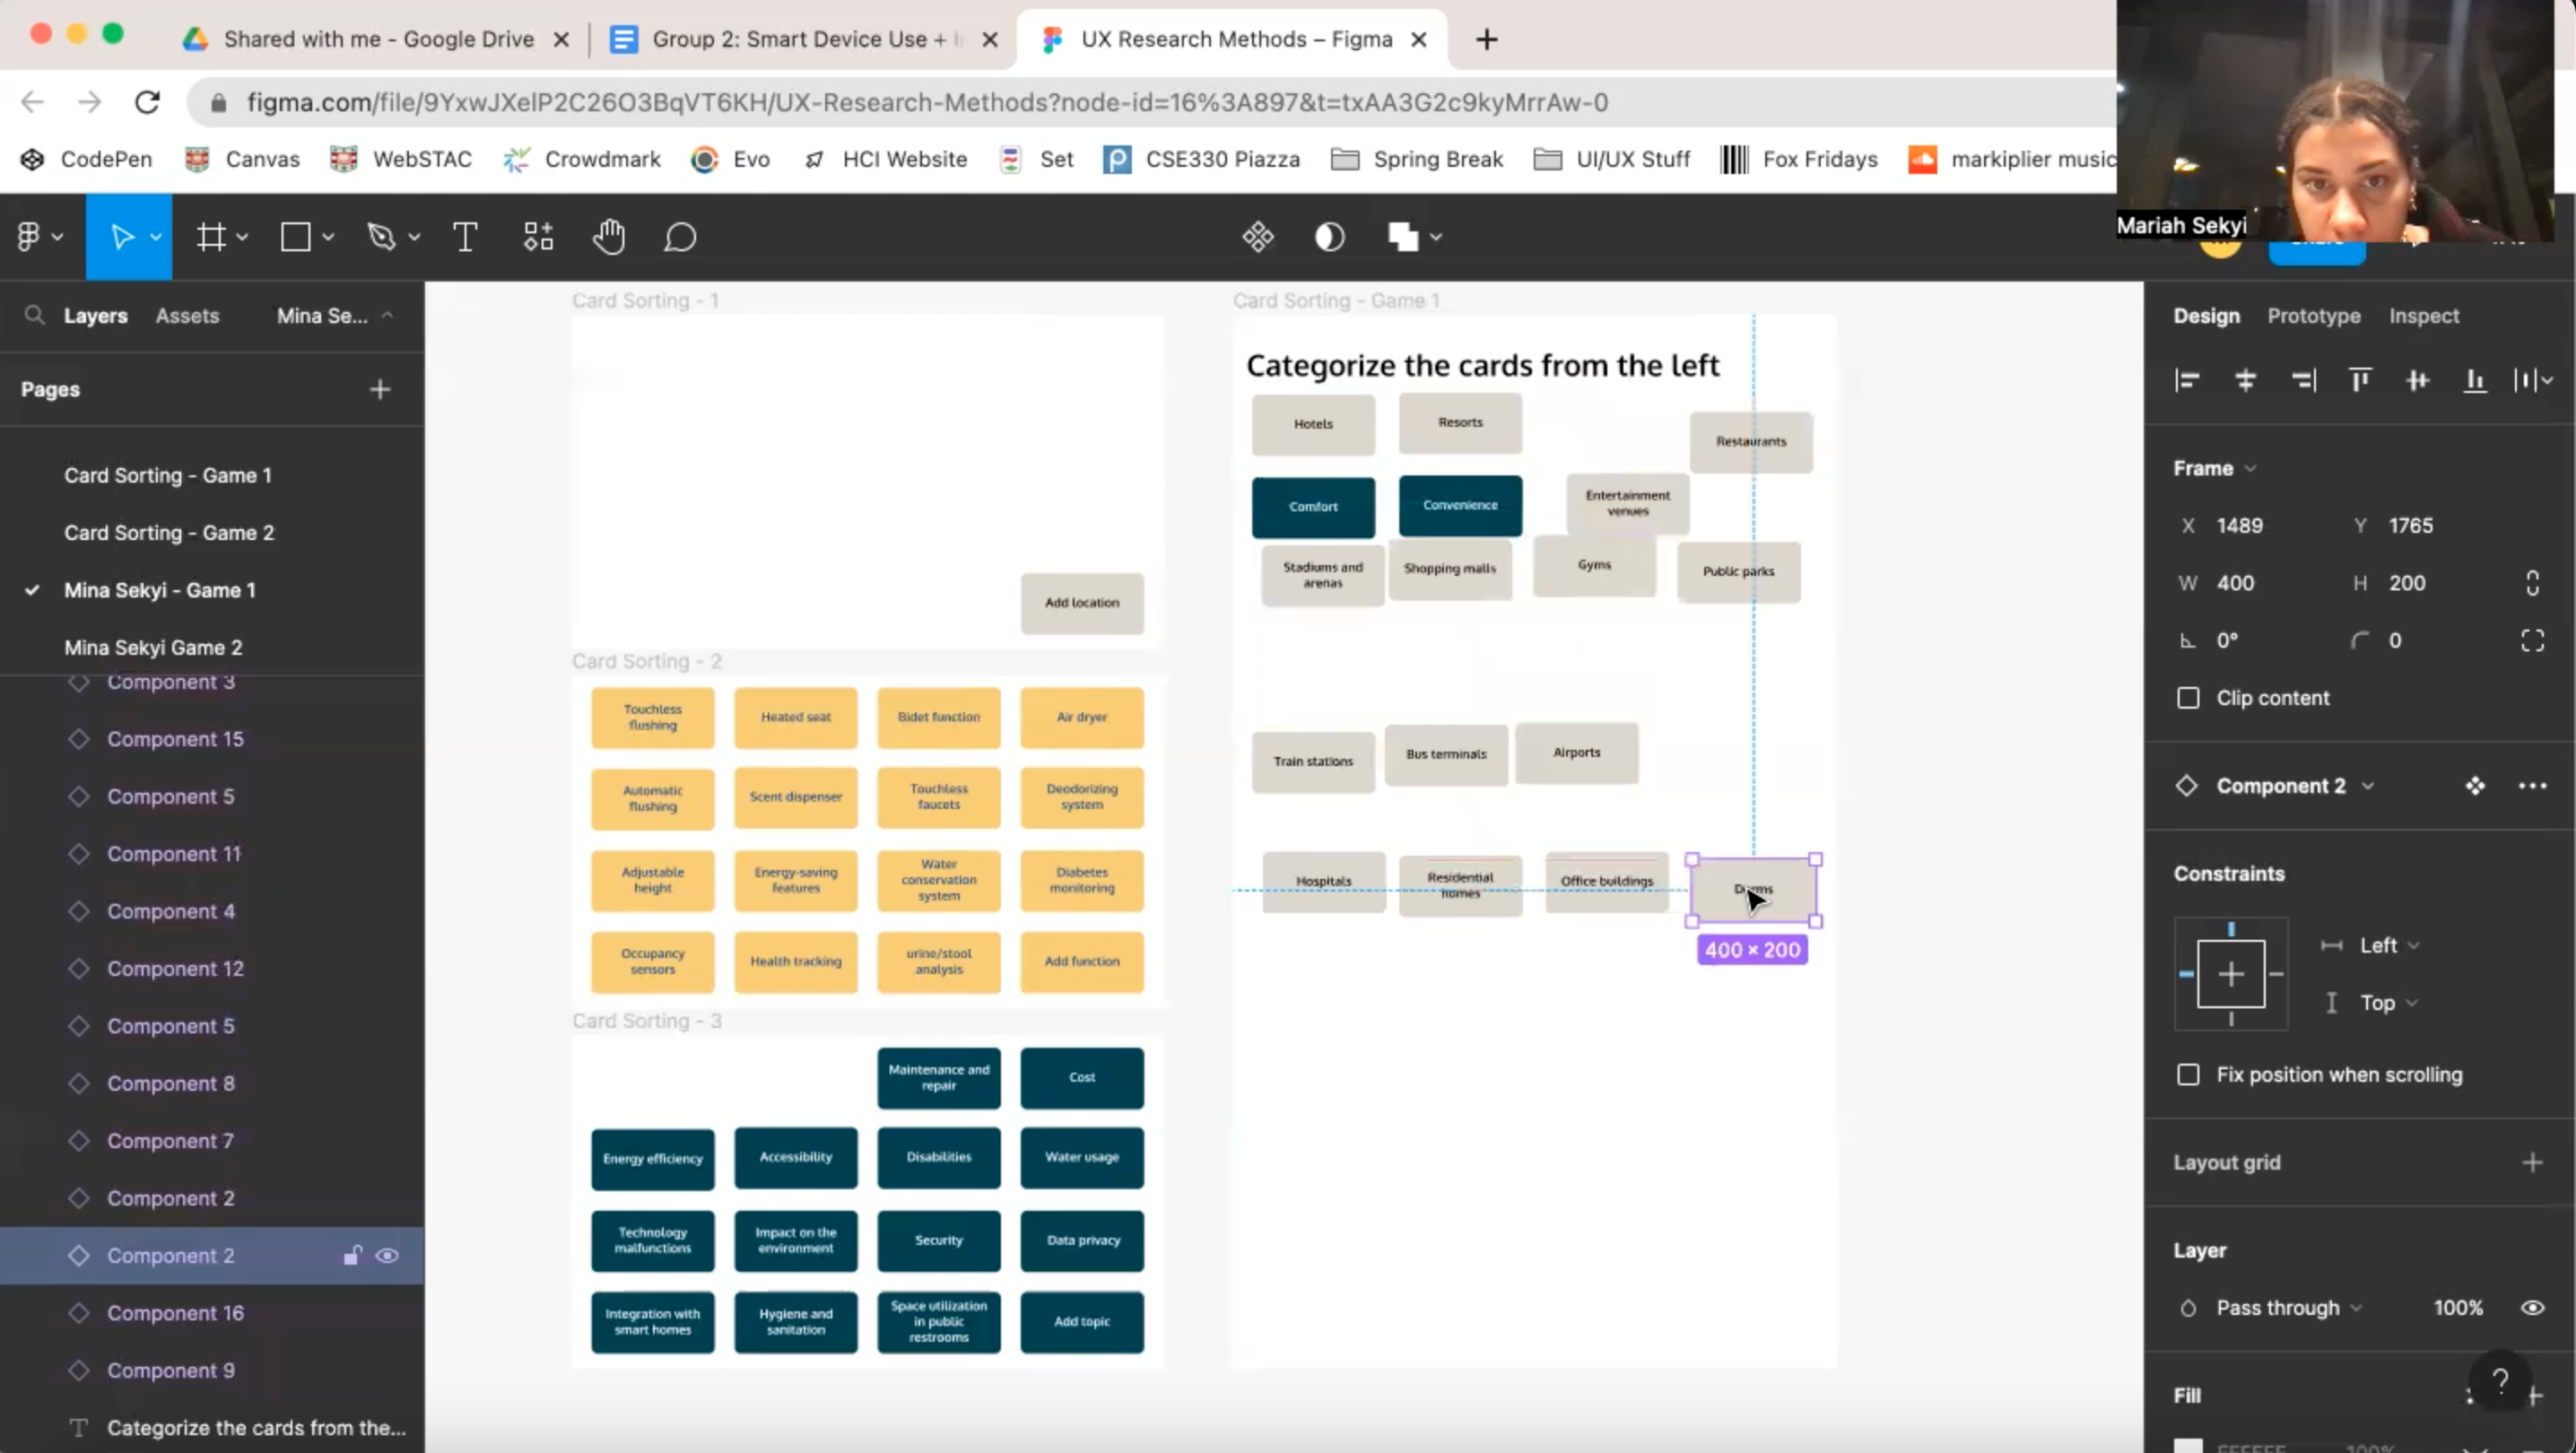 Shared with me - Google Drive
Group 2: Smart Device Use +
UX Research Methods – Figma
figma.com/file/9YxwJXelP2C26O3BqVT6KH/UX-Research-Methods?node-id=16%3A897&t=txAA3G2c9kyMrrAw-0
CodePen
Canvas
WebSTAC
Crowdmark
Evo
HCI Website
Set
CSE330 Piazza
Spring Break
UI/UX Stuff
Fox Fridays
markiplier music
Mariah Sekyi
Layers
Assets
Mina Se...
Pages
Card Sorting - Game 1
Card Sorting - Game 2
Mina Sekyi - Game 1
Mina Sekyi Game 2
Component 3
Component 15
Component 5
Component 11
Component 4
Component 12
Component 5
Component 8
Component 7
Component 2
Component 2
Component 16
Component 9
Categorize the cards from the...
Card Sorting - 1
Add location
Card Sorting - 2
Touchless
flushing
Heated seat
Bidet function
Air dryer
Automatic
flushing
Scent dispenser
Touchless
faucets
Deodorizing
system
Adjustable
height
Energy-saving
features
Water
conservation
system
Diabetes
monitoring
Occupancy
sensors
Health tracking
urine/stool
analysis
Add function
Card Sorting - 3
Maintenance and
repair
Cost
Energy efficiency
Accessibility
Disabilities
Water usage
Technology
malfunctions
Impact on the
environment
Security
Data privacy
Integration with
smart homes
Hygiene and
sanitation
Space utilization
in public
restrooms
Add topic
Card Sorting - Game 1
Categorize the cards from the left
Hotels
Resorts
Restaurants
Comfort
Convenience
Entertainment
venues
Stadiums and
arenas
Shopping malls
Gyms
Public parks
Train stations
Bus terminals
Airports
Hospitals
Residential
homes
Office buildings
Dorms
400 × 200
Design
Prototype
Inspect
Frame
X 1489
Y 1765
W 400
H 200
0°
0
Clip content
Component 2
Constraints
Left
Top
Fix position when scrolling
Layout grid
Layer
Pass through
100%
Fill
?